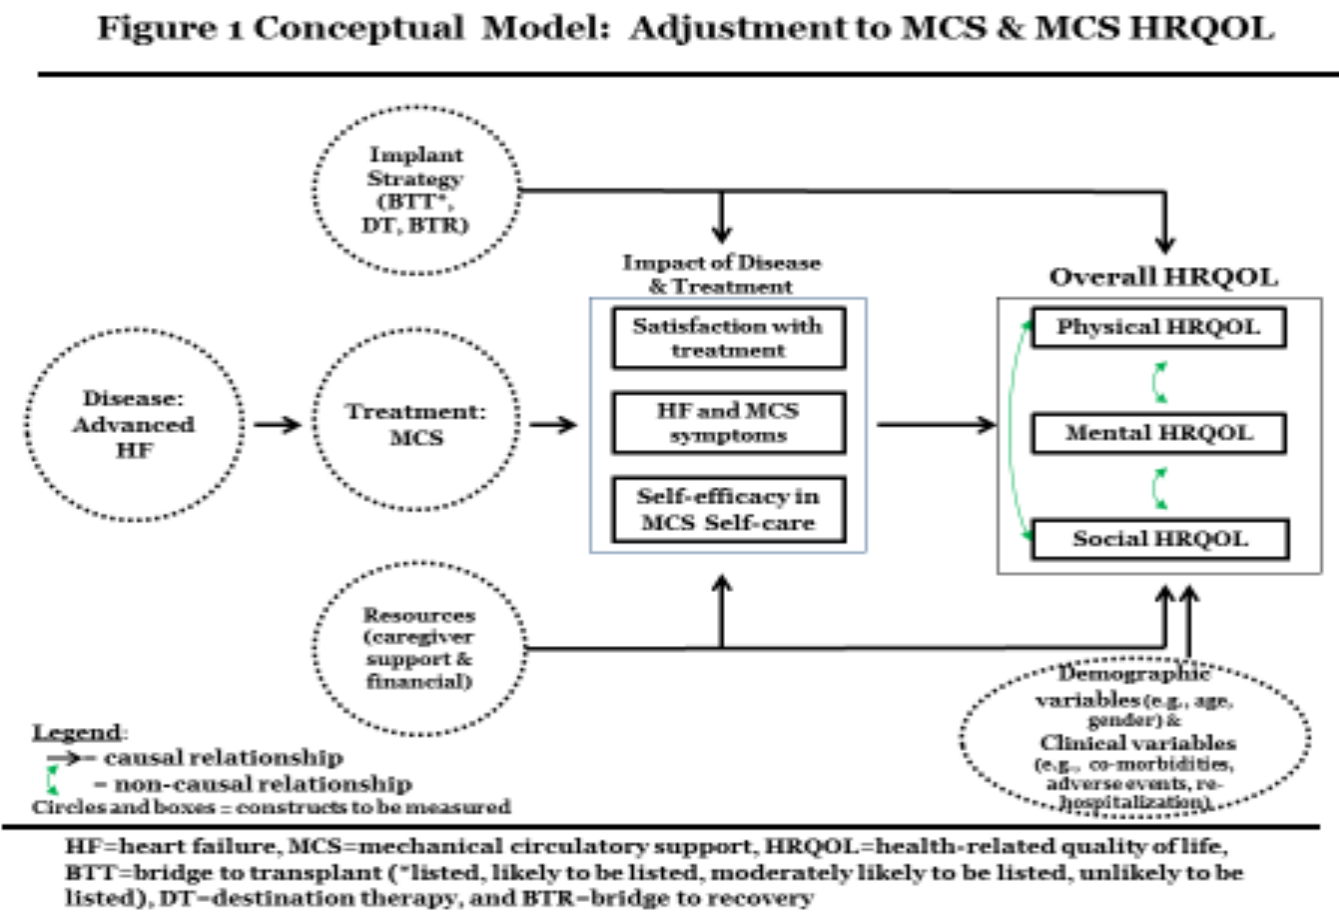 Figure 1 Conceptual Model: Adjustment to MCS & MCS HRQOL
Implant
Strategy
(BTT*,
DT, BTR)
Impact of Disease
& Treatment
Overall HRQOL
Satisfaction with
treatment
Physical HRQOL
Disease:
Advanced
HF
Treatment:
MCS
HF and MCS
symptoms
Mental HRQOL
Self-efficacy in
MCS Self-care
Social HRQOL
Resources
(caregiver
support &
financial)
Demographic
variables (e.g., age,
gender) &
Clinical variables
(e.g., co-morbidities,
adverse events, re-
hospitalization)
Legend:
= causal relationship
= non-causal relationship
Circles and boxes = constructs to be measured
HF=heart failure, MCS=mechanical circulatory support, HRQOL=health-related quality of life,
BTT=bridge to transplant (*listed, likely to be listed, moderately likely to be listed, unlikely to be
listed), DT=destination therapy, and BTR=bridge to recovery